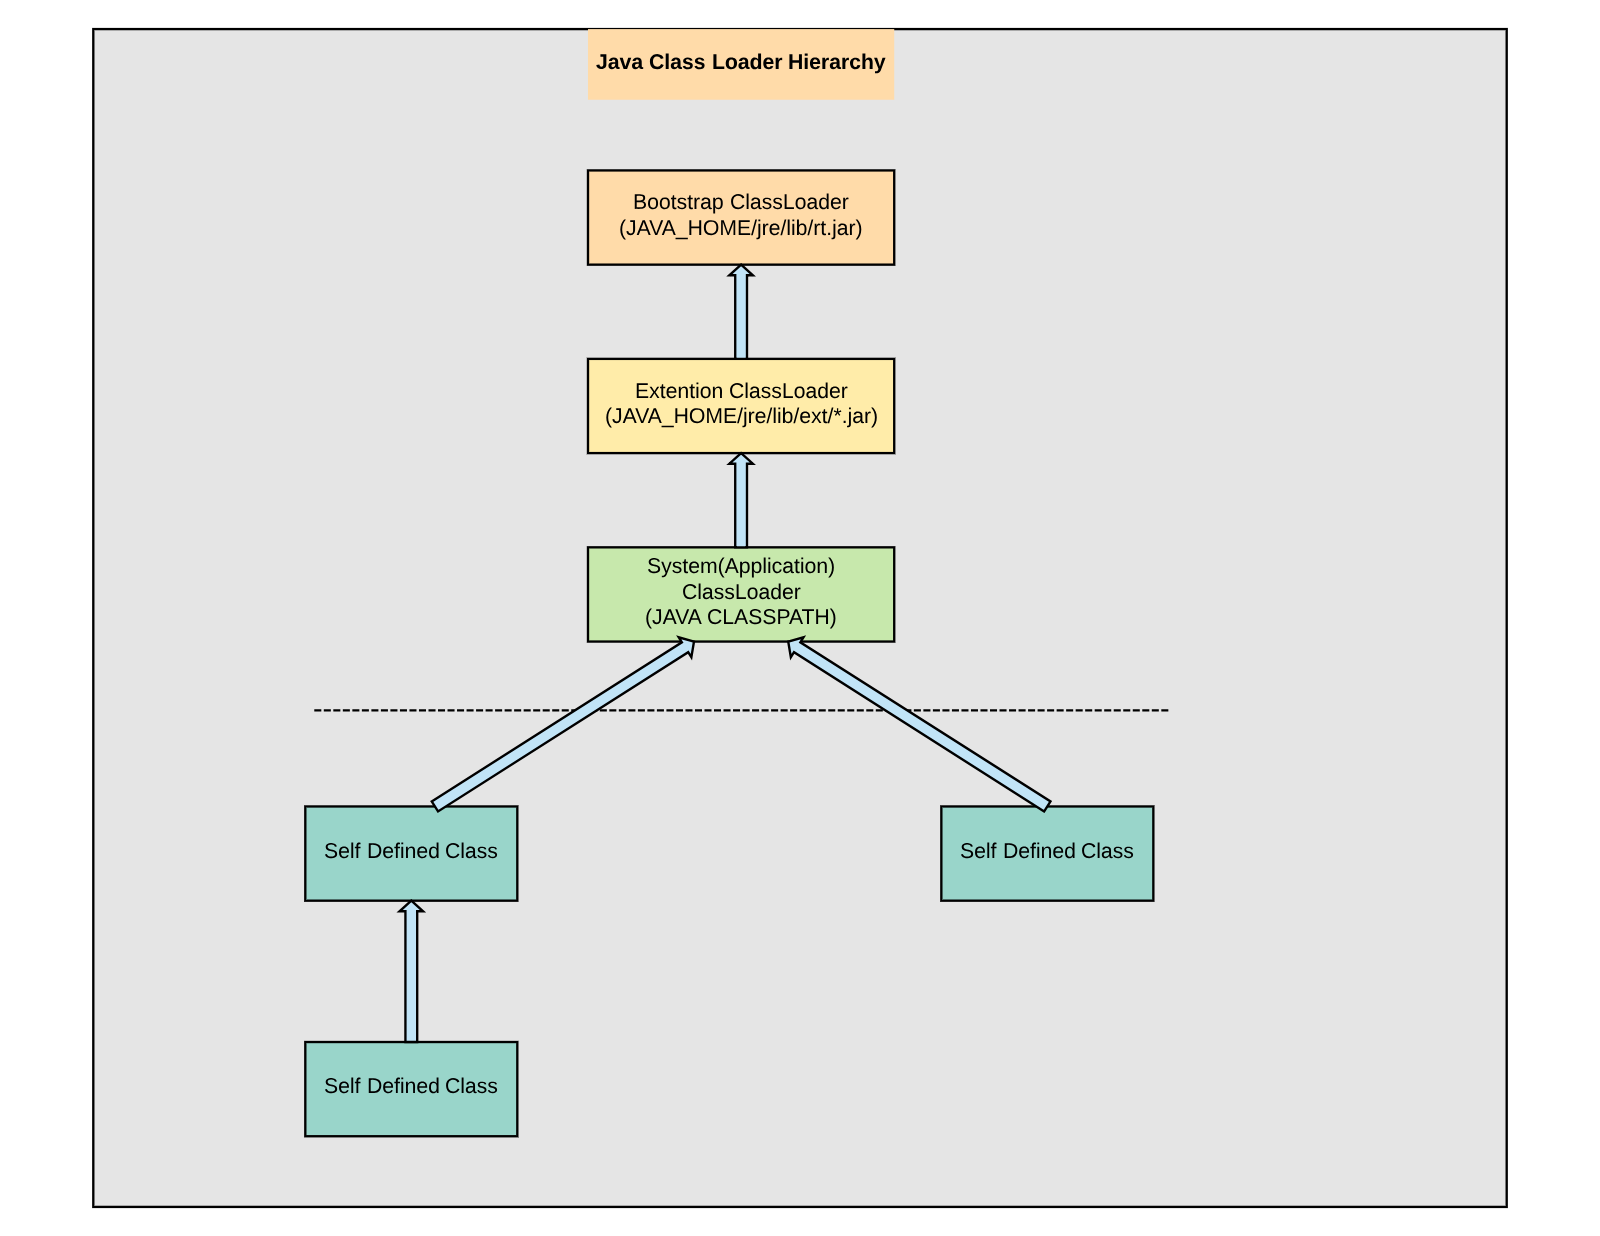 Java Class Loader Hierarchy
Bootstrap ClassLoader
(JAVA_HOME/jre/lib/rt.jar)
Extention ClassLoader
(JAVA_HOME/jre/lib/ext/*.jar)
System(Application)
ClassLoader
(JAVA CLASSPATH)
Self Defined Class
Self Defined Class
Self Defined Class